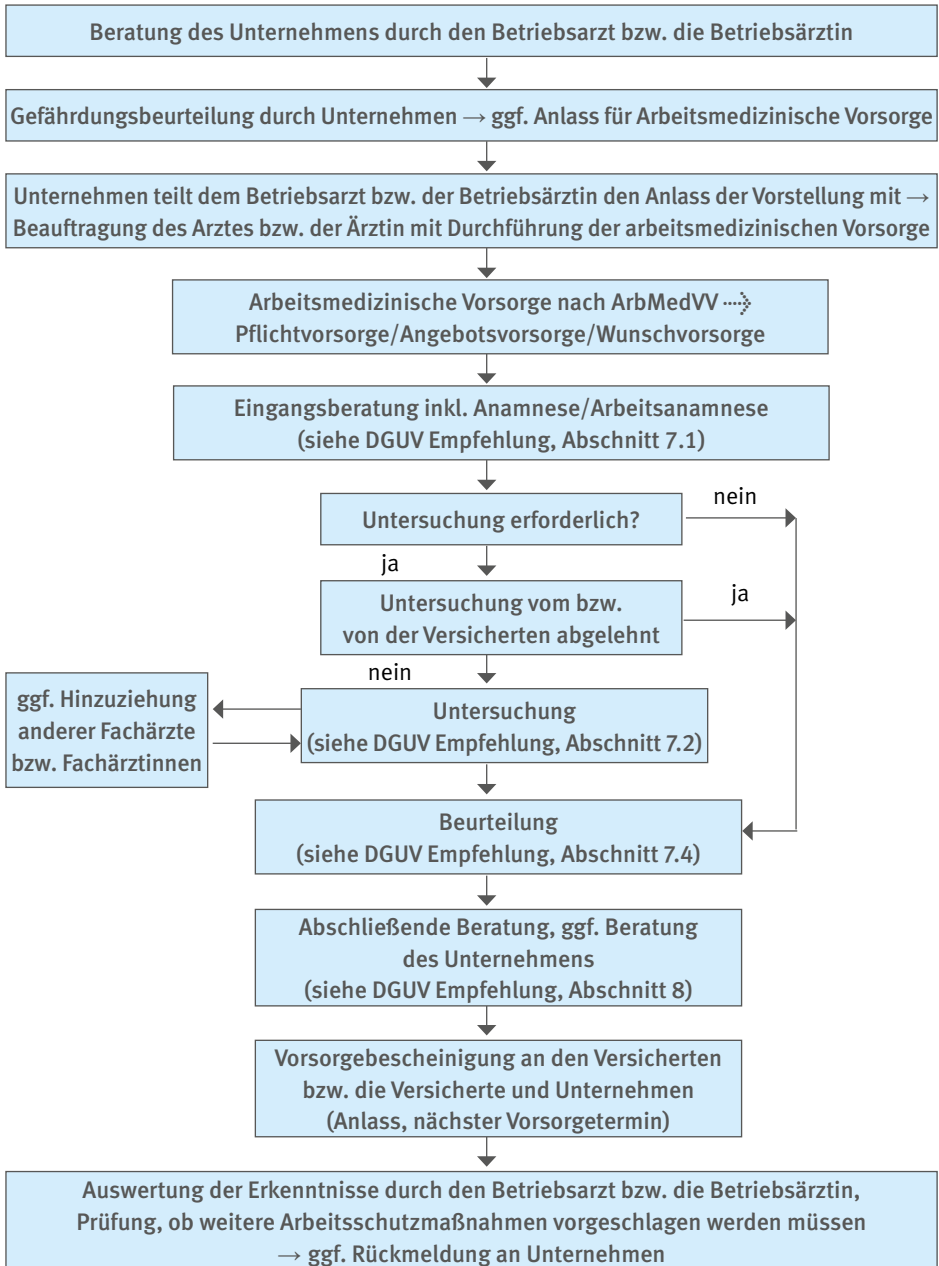 Beratung des Unternehmens durch den Betriebsarzt bzw. die Betriebsärztin
Gefährdungsbeurteilung durch Unternehmen → ggf. Anlass für Arbeitsmedizinische Vorsorge
Unternehmen teilt dem Betriebsarzt bzw. der Betriebsärztin den Anlass der Vorstellung mit →
Beauftragung des Arztes bzw. der Ärztin mit Durchführung der arbeitsmedizinischen Vorsorge
Arbeitsmedizinische Vorsorge nach ArbMedVV ⤑
Pflichtvorsorge/Angebotsvorsorge/Wunschvorsorge
Eingangsberatung inkl. Anamnese/Arbeitsanamnese
(siehe DGUV Empfehlung, Abschnitt 7.1)
Untersuchung erforderlich?
nein
ja
Untersuchung vom bzw.
von der Versicherten abgelehnt
ja
nein
ggf. Hinzuziehung
anderer Fachärzte
bzw. Fachärztinnen
Untersuchung
(siehe DGUV Empfehlung, Abschnitt 7.2)
Beurteilung
(siehe DGUV Empfehlung, Abschnitt 7.4)
Abschließende Beratung, ggf. Beratung
des Unternehmens
(siehe DGUV Empfehlung, Abschnitt 8)
Vorsorgebescheinigung an den Versicherten
bzw. die Versicherte und Unternehmen
(Anlass, nächster Vorsorgetermin)
Auswertung der Erkenntnisse durch den Betriebsarzt bzw. die Betriebsärztin,
Prüfung, ob weitere Arbeitsschutzmaßnahmen vorgeschlagen werden müssen
→ ggf. Rückmeldung an Unternehmen